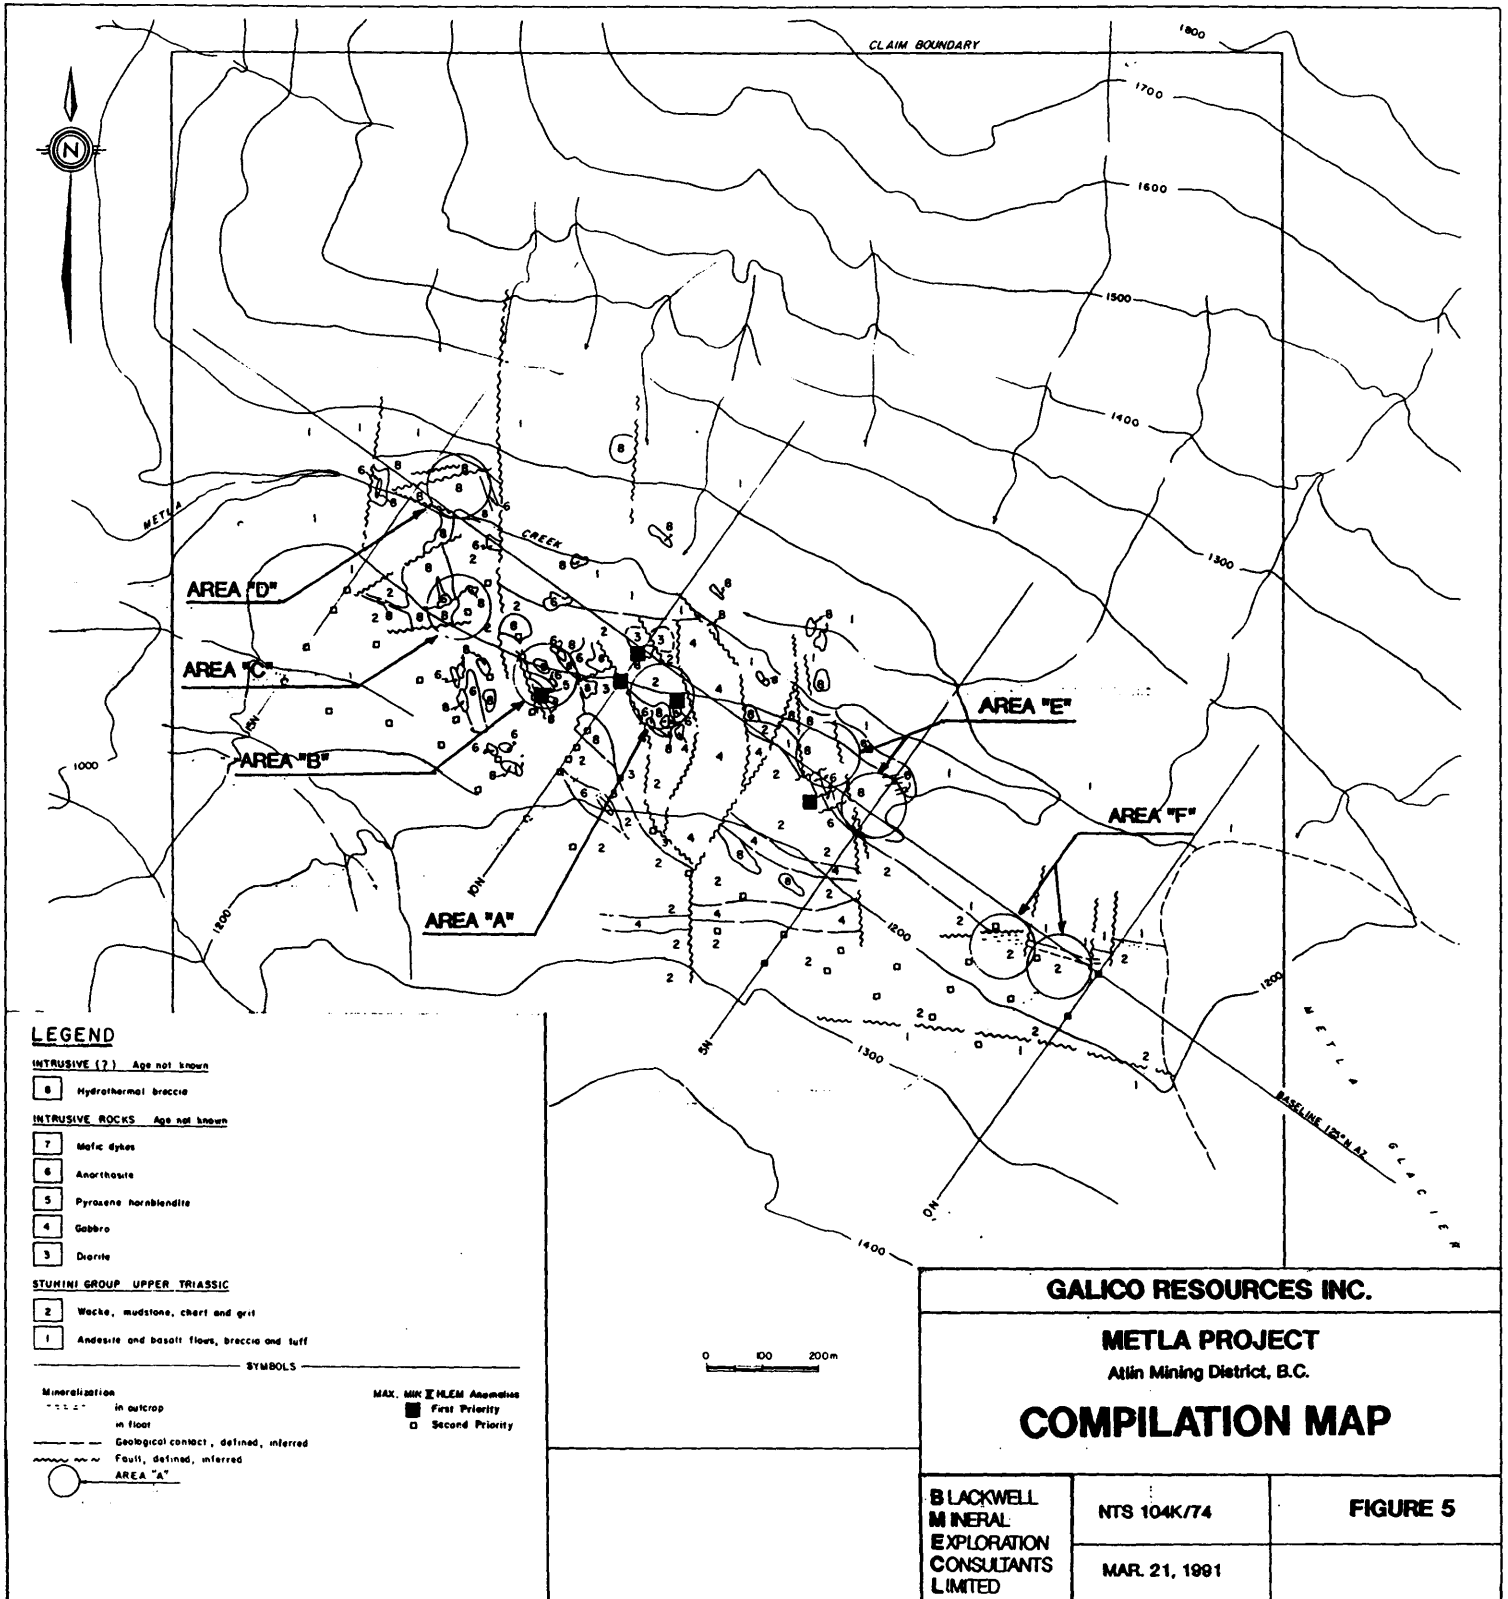 CLAIM BOUNDARY
1800
1700
1600
1500
1400
1300
N
METLA
CREEK
AREA "D"
AREA "C"
AREA "B"
AREA "A"
AREA "E"
AREA "F"
15N
10N
5N
0N
1000
1200
1200
1200
1300
1400
BASELINE 125° N AZ.
METLA
GLACIER
LEGEND
INTRUSIVE (?) Age not known
8 Hydrothermal breccia
INTRUSIVE ROCKS Age not known
7 Mafic dykes
6 Anorthosite
5 Pyroxene hornblendite
4 Gabbro
3 Diorite
STUHINI GROUP UPPER TRIASSIC
2 Wacke, mudstone, chert and grit
1 Andesite and basalt flows, breccia and tuff
SYMBOLS
Mineralization
in outcrop
in float
Geological contact, defined, inferred
Fault, defined, inferred
AREA "A"
MAX. MIN II HLEM Anomalies
First Priority
Second Priority
0 100 200m
GALICO RESOURCES INC.
METLA PROJECT
Atlin Mining District, B.C.
COMPILATION MAP
BLACKWELL
MINERAL
EXPLORATION
CONSULTANTS
LIMITED
NTS 104K/74
MAR. 21, 1991
FIGURE 5